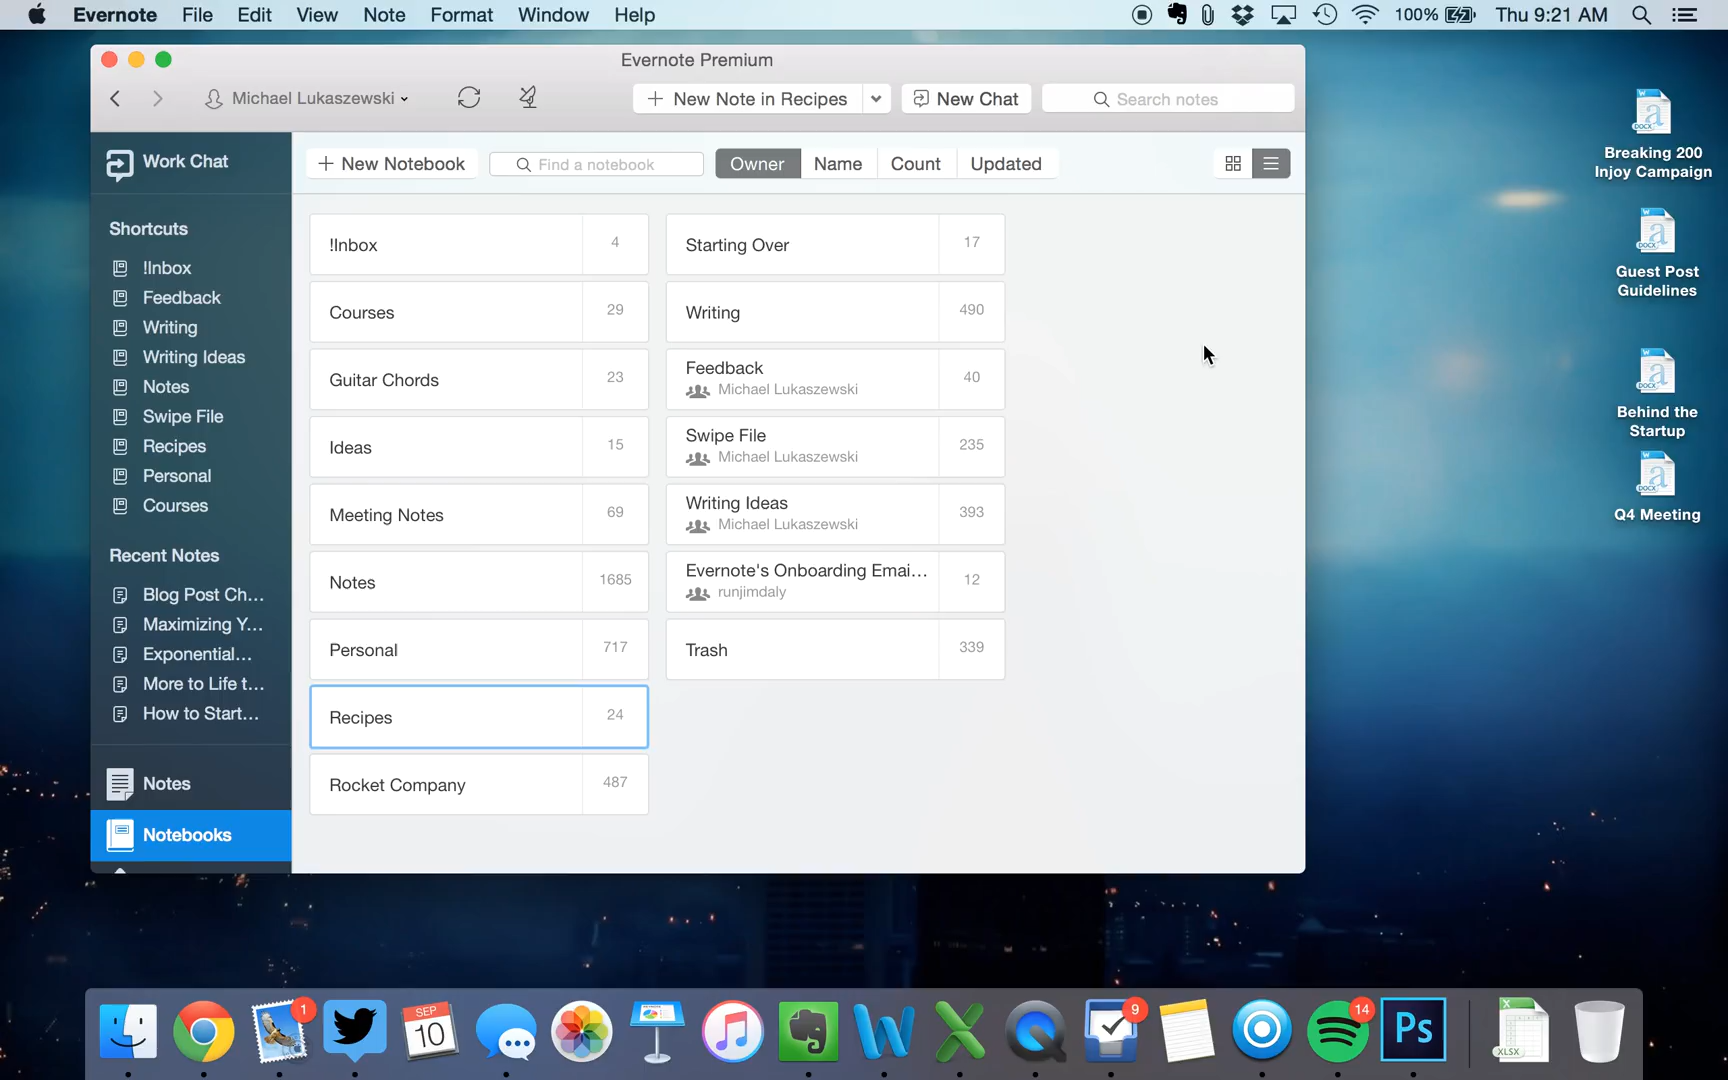 Evernote File Edit View Note Format Window Help
100% Thu 9:21 AM
Evernote Premium
Michael Lukaszewski
New Note in Recipes
New Chat
Search notes
Work Chat
Shortcuts
!Inbox
Feedback
Writing
Writing Ideas
Notes
Swipe File
Recipes
Personal
Courses
Recent Notes
Blog Post Ch...
Maximizing Y...
Exponential...
More to Life t...
How to Start...
Notes
Notebooks
+ New Notebook
Find a notebook
Owner Name Count Updated
!Inbox 4
Courses 29
Guitar Chords 23
Ideas 15
Meeting Notes 69
Notes 1685
Personal 717
Recipes 24
Rocket Company 487
Starting Over 17
Writing 490
Feedback 40
Michael Lukaszewski
Swipe File 235
Michael Lukaszewski
Writing Ideas 393
Michael Lukaszewski
Evernote's Onboarding Emai... 12
runjimdaly
Trash 339
DOCX
Breaking 200
Injoy Campaign
DOCX
Guest Post
Guidelines
DOCX
Behind the
Startup
DOCX
Q4 Meeting
1
SEP
10
9
14
Ps
XLSX